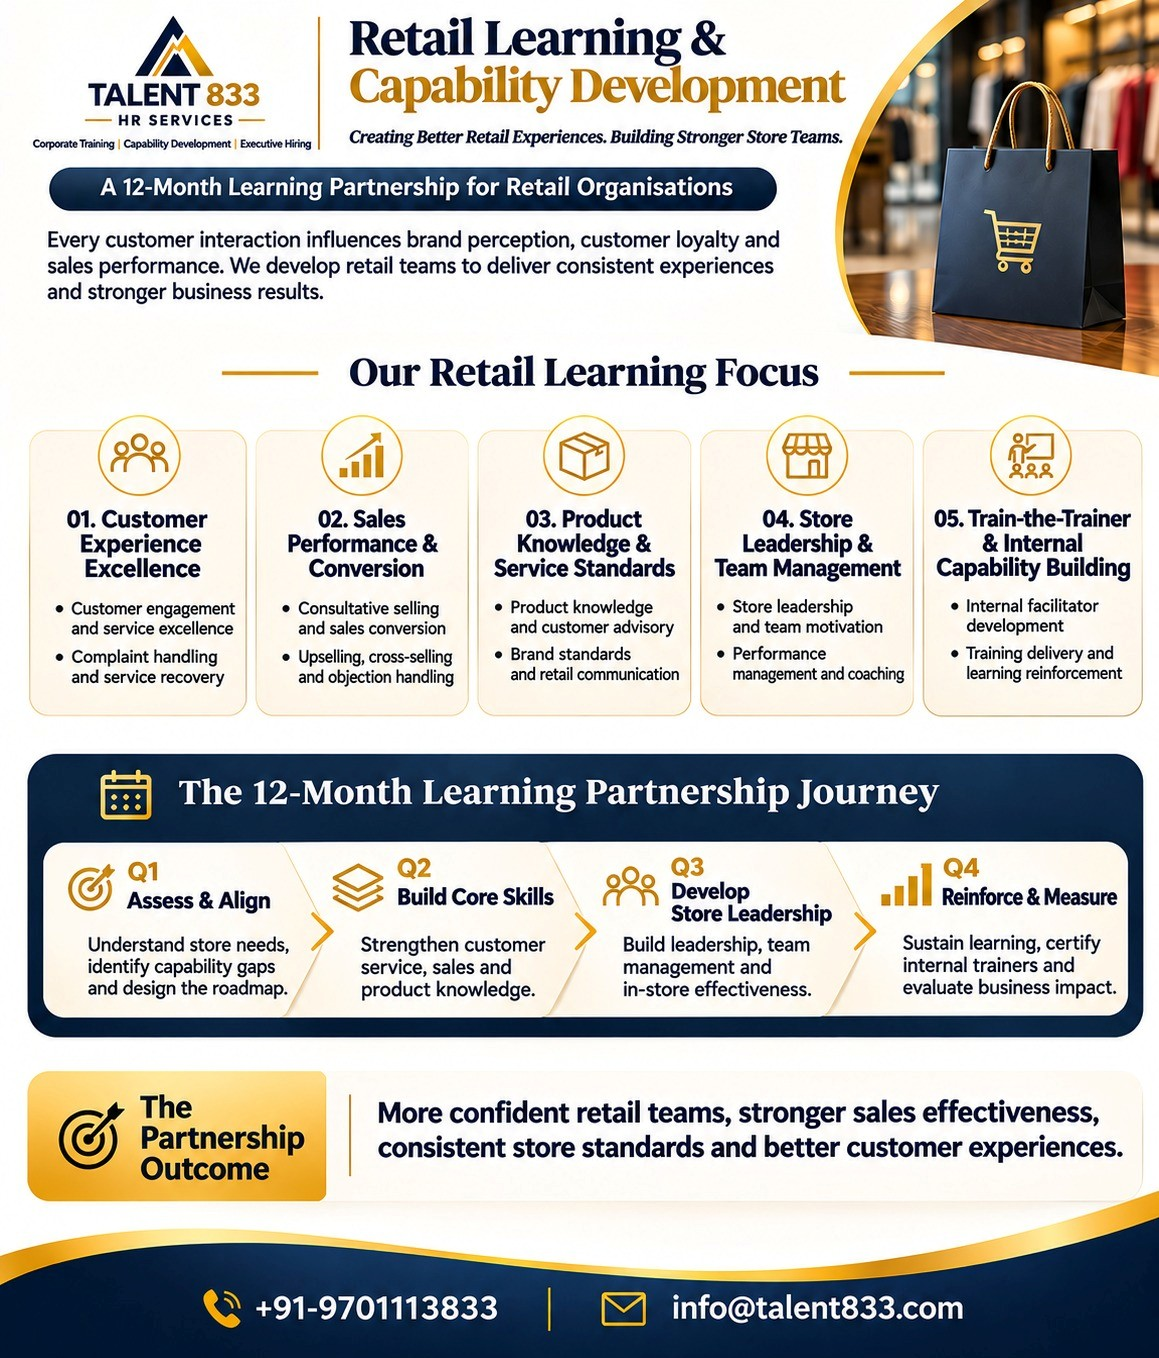 TALENT 833
HR SERVICES
Corporate Training | Capability Development | Executive Hiring
Retail Learning &
Capability Development
Creating Better Retail Experiences. Building Stronger Store Teams.
A 12-Month Learning Partnership for Retail Organisations
Every customer interaction influences brand perception, customer loyalty and
sales performance. We develop retail teams to deliver consistent experiences
and stronger business results.
Our Retail Learning Focus
01. Customer
Experience
Excellence
• Customer engagement
and service excellence
• Complaint handling
and service recovery
02. Sales
Performance &
Conversion
• Consultative selling
and sales conversion
• Upselling, cross-selling
and objection handling
03. Product
Knowledge &
Service Standards
• Product knowledge
and customer advisory
• Brand standards
and retail communication
04. Store
Leadership &
Team Management
• Store leadership
and team motivation
• Performance
management and coaching
05. Train-the-Trainer
& Internal
Capability Building
• Internal facilitator
development
• Training delivery and
learning reinforcement
The 12-Month Learning Partnership Journey
Q1
Assess & Align
Understand store needs,
identify capability gaps
and design the roadmap.
Q2
Build Core Skills
Strengthen customer
service, sales and
product knowledge.
Q3
Develop
Store Leadership
Build leadership, team
management and
in-store effectiveness.
Q4
Reinforce & Measure
Sustain learning, certify
internal trainers and
evaluate business impact.
The
Partnership
Outcome
More confident retail teams, stronger sales effectiveness,
consistent store standards and better customer experiences.
+91-9701113833
info@talent833.com